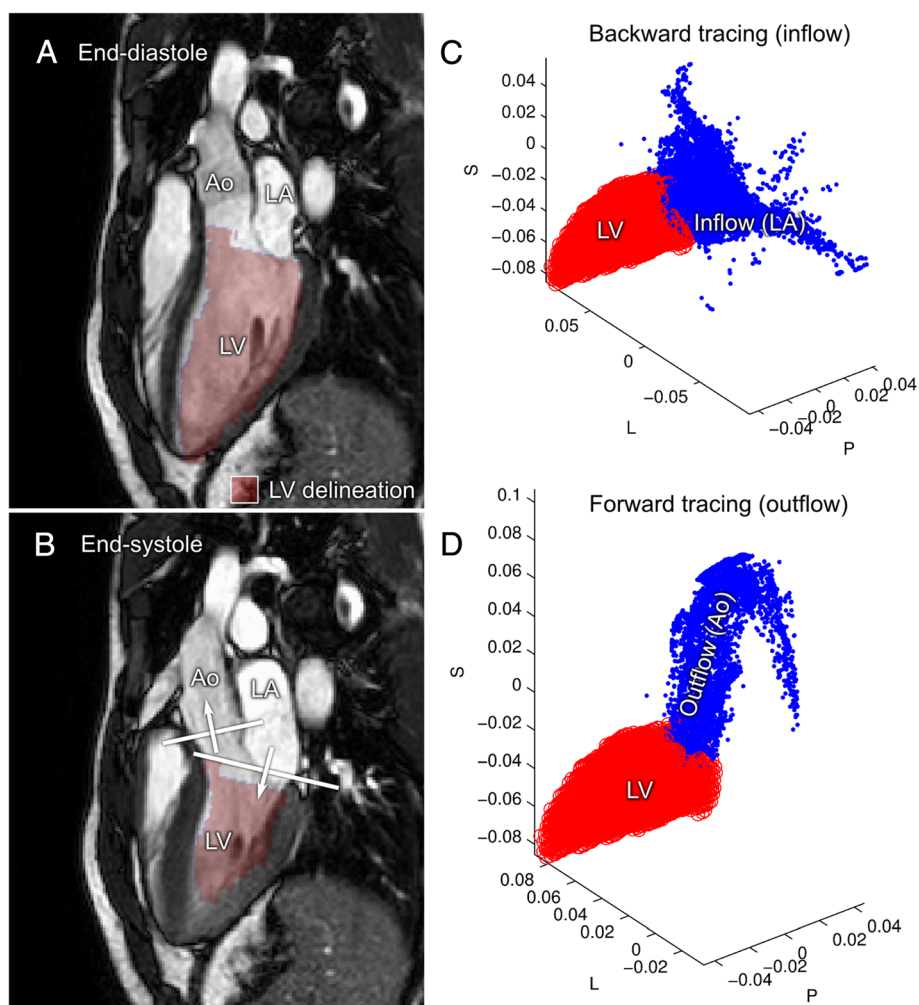 A End-diastole
Ao
LA
LV
LV delineation
B End-systole
Ao
LA
LV
C Backward tracing (inflow)
0.04
0.02
0
−0.02
−0.04
−0.06
−0.08
S
LV
Inflow (LA)
0.05
0
−0.05
L
−0.04
−0.02
0
0.02
0.04
P
D Forward tracing (outflow)
0.1
0.08
0.06
0.04
0.02
0
−0.02
−0.04
−0.06
−0.08
S
Outflow (Ao)
LV
0.08
0.06
0.04
0.02
0
−0.02
L
−0.04
−0.02
0
0.02
0.04
P